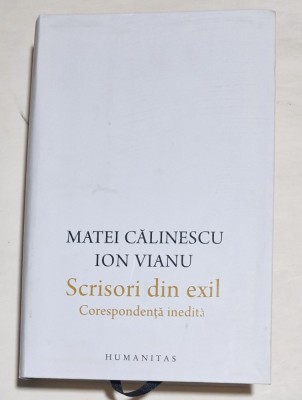 MATEI CĂLINESCU
ION VIANU
Scrisori din exil
Corespondență inedită
HUMANITAS